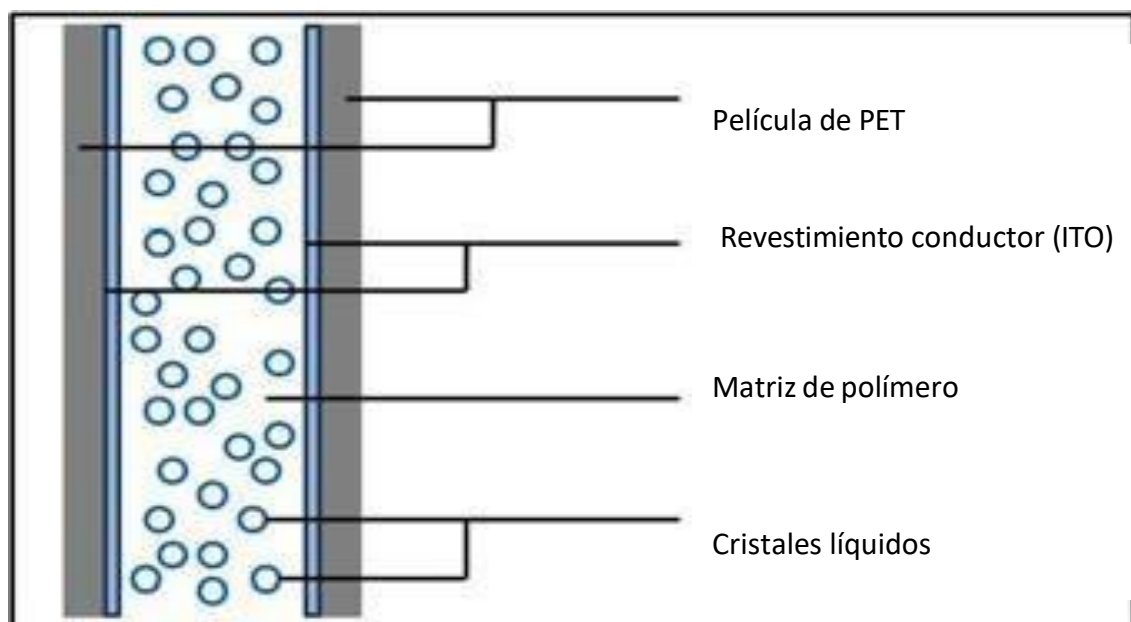 Película de PET
Revestimiento conductor (ITO)
Matriz de polímero
Cristales líquidos